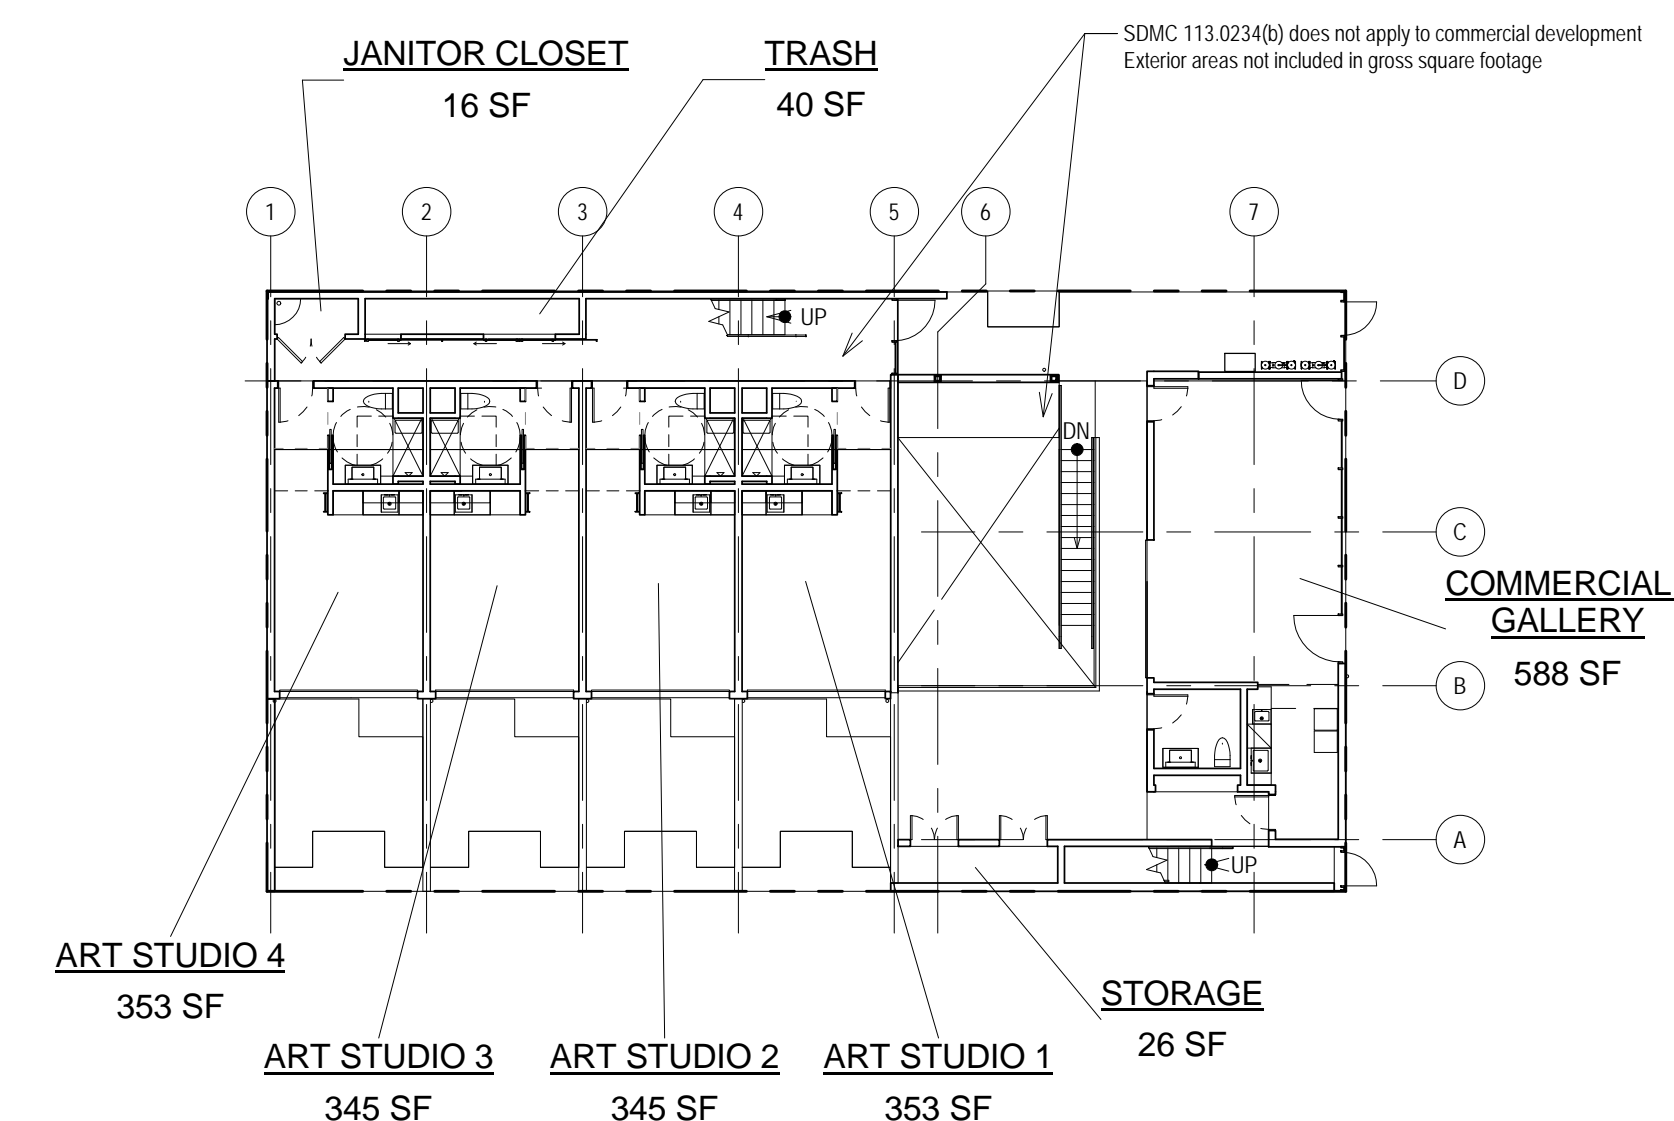 SDMC 113.0234(b) does not apply to commercial development
Exterior areas not included in gross square footage
JANITOR CLOSET
16 SF
TRASH
40 SF
1
2
3
4
5
6
7
UP
D
DN
C
COMMERCIAL
GALLERY
588 SF
B
A
UP
ART STUDIO 4
353 SF
STORAGE
26 SF
ART STUDIO 3
345 SF
ART STUDIO 2
345 SF
ART STUDIO 1
353 SF